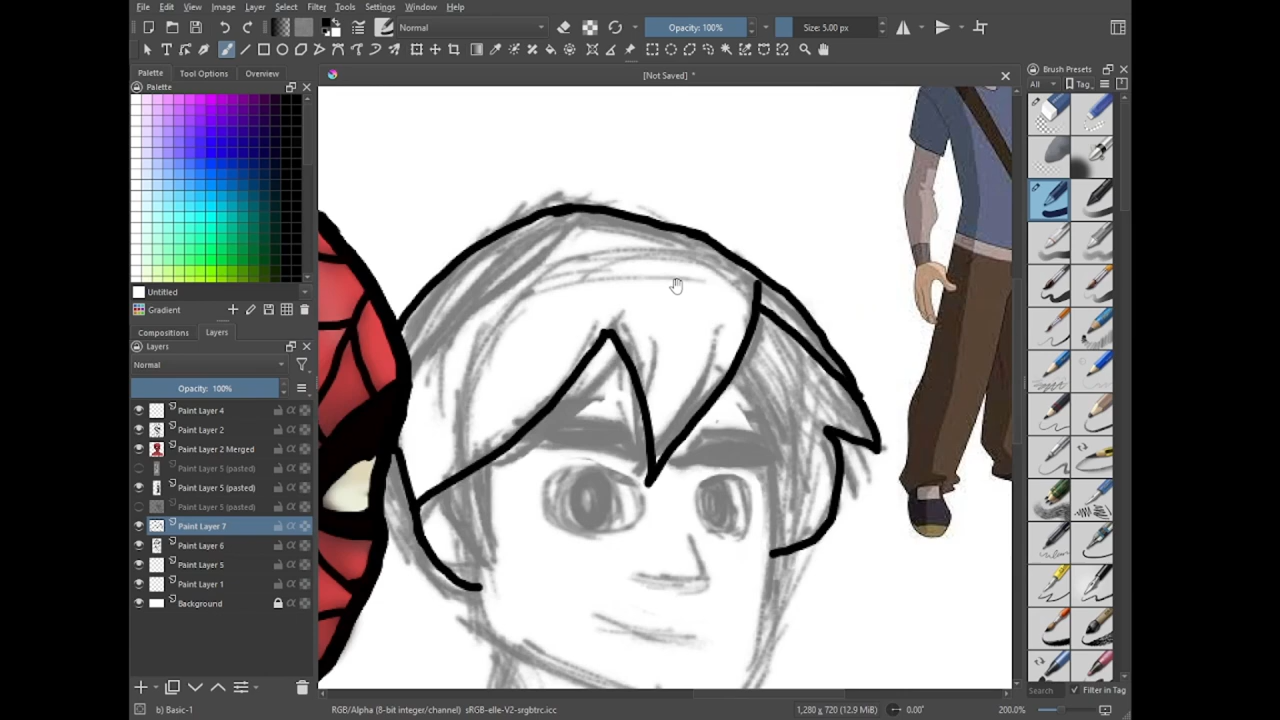 File Edit View Image Layer Select Filter Tools Settings Window Help
Normal Opacity: 100% Size: 5.00 px
Palette Tool Options Overview [Not Saved] * Brush Presets
Palette
All Tag
Untitled
Gradient
Compositions Layers
Layers
Normal
Opacity: 100%
Paint Layer 4
Paint Layer 2
Paint Layer 2 Merged
Paint Layer 5 (pasted)
Paint Layer 5 (pasted)
Paint Layer 5 (pasted)
Paint Layer 7
Paint Layer 6
Paint Layer 5
Paint Layer 1
Background
Search Filter in Tag
b) Basic-1 RGB/Alpha (8-bit integer/channel) sRGB-elle-V2-srgbtrc.icc 1,280 x 720 (12.9 MiB) 0.00° 200.0%